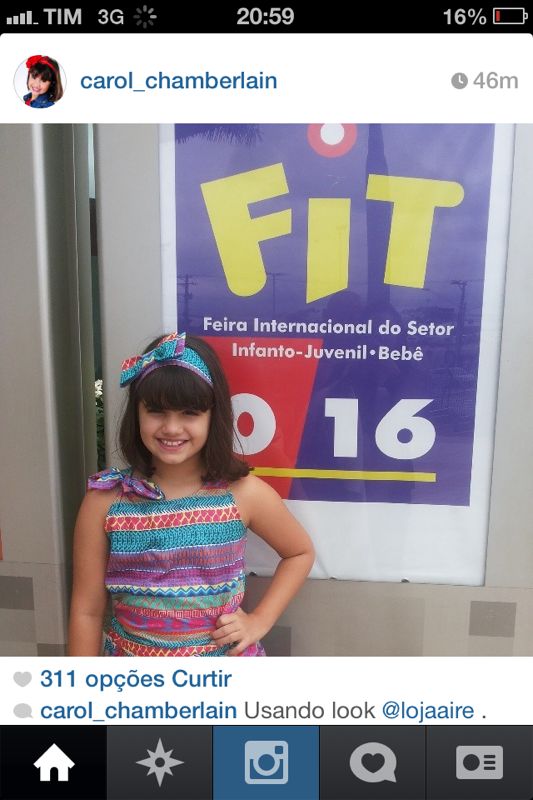 TIM 3G 20:59 16%
carol_chamberlain 46m
FIT
Feira Internacional do Setor
Infanto-Juvenil • Bebê
0 16
311 opções Curtir
carol_chamberlain Usando look @lojaaire .